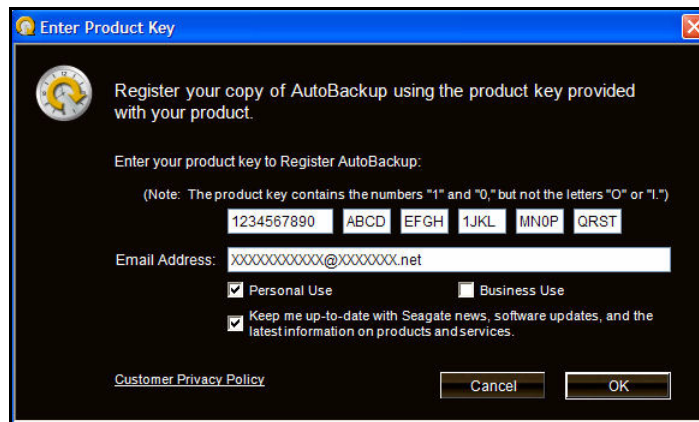 Enter Product Key
Register your copy of AutoBackup using the product key provided
with your product.
Enter your product key to Register AutoBackup:
(Note: The product key contains the numbers "1" and "0," but not the letters "O" or "I.")
1234567890 ABCD EFGH 1JKL MN0P QRST
Email Address: XXXXXXXXXXX@XXXXXXX.net
Personal Use Business Use
Keep me up-to-date with Seagate news, software updates, and the
latest information on products and services.
Customer Privacy Policy Cancel OK